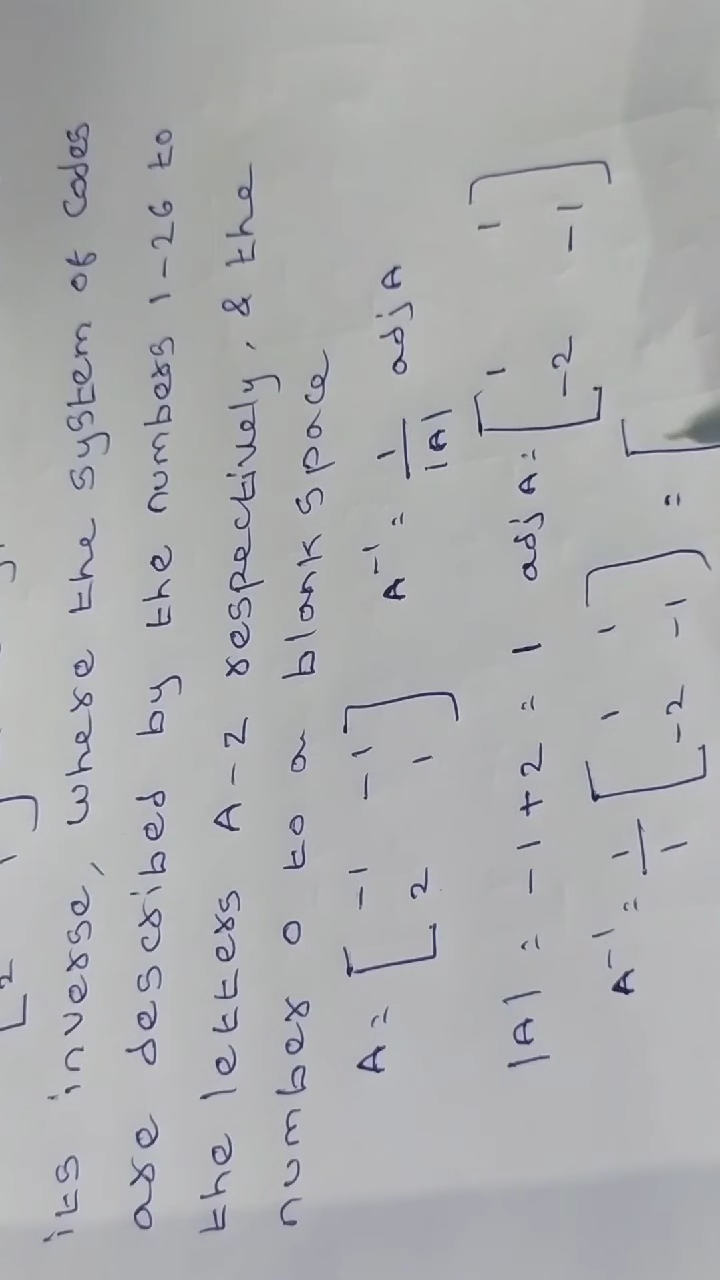 [ 2 1 ]
its inverse, where the system of codes
are described by the numbers 1-26 to
the letters A-Z respectively, & the
number 0 to a blank space
A = [ -1 -1 2 1 ] A⁻¹ = 1/|A| adj A
|A| = -1 + 2 = 1 adj A = [ 1 1 -2 -1 ]
A⁻¹ = 1/1 [ 1 1 -2 -1 ] = [